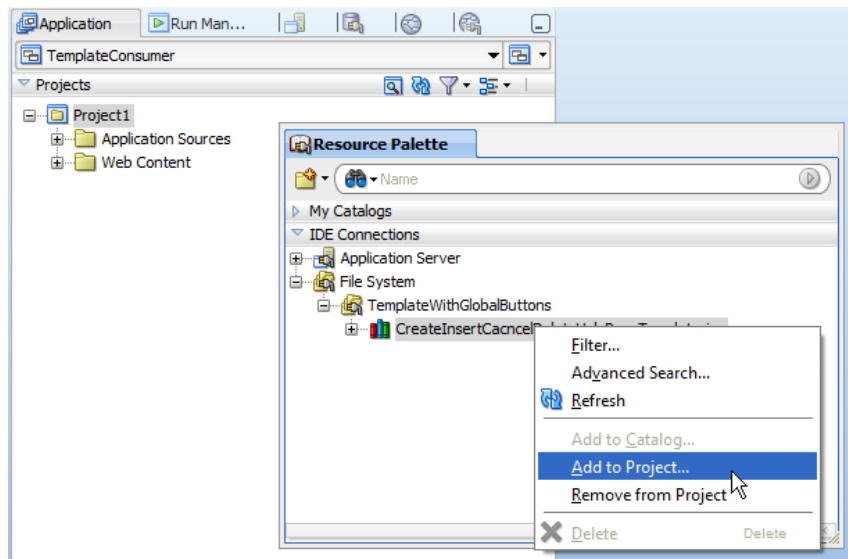 Application
Run Man...
TemplateConsumer
Projects
Project1
Application Sources
Web Content
Resource Palette
Name
My Catalogs
IDE Connections
Application Server
File System
TemplateWithGlobalButtons
Filter...
Advanced Search...
Refresh
Add to Catalog...
Add to Project...
Remove from Project
Delete Delete